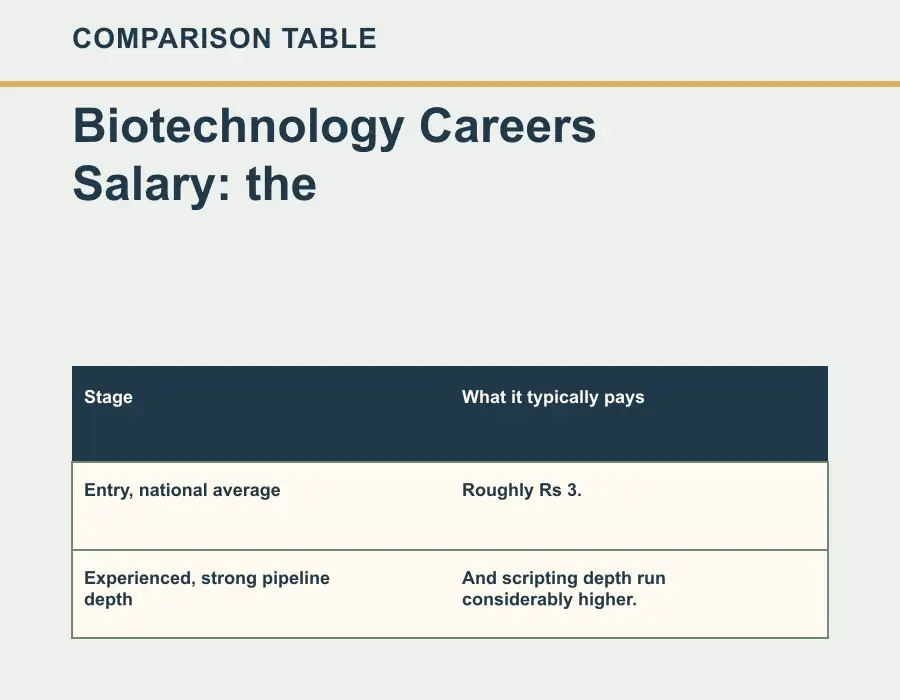 COMPARISON TABLE
Biotechnology Careers
Salary: the
Stage
What it typically pays
Entry, national average
Roughly Rs 3.
Experienced, strong pipeline
depth
And scripting depth run
considerably higher.